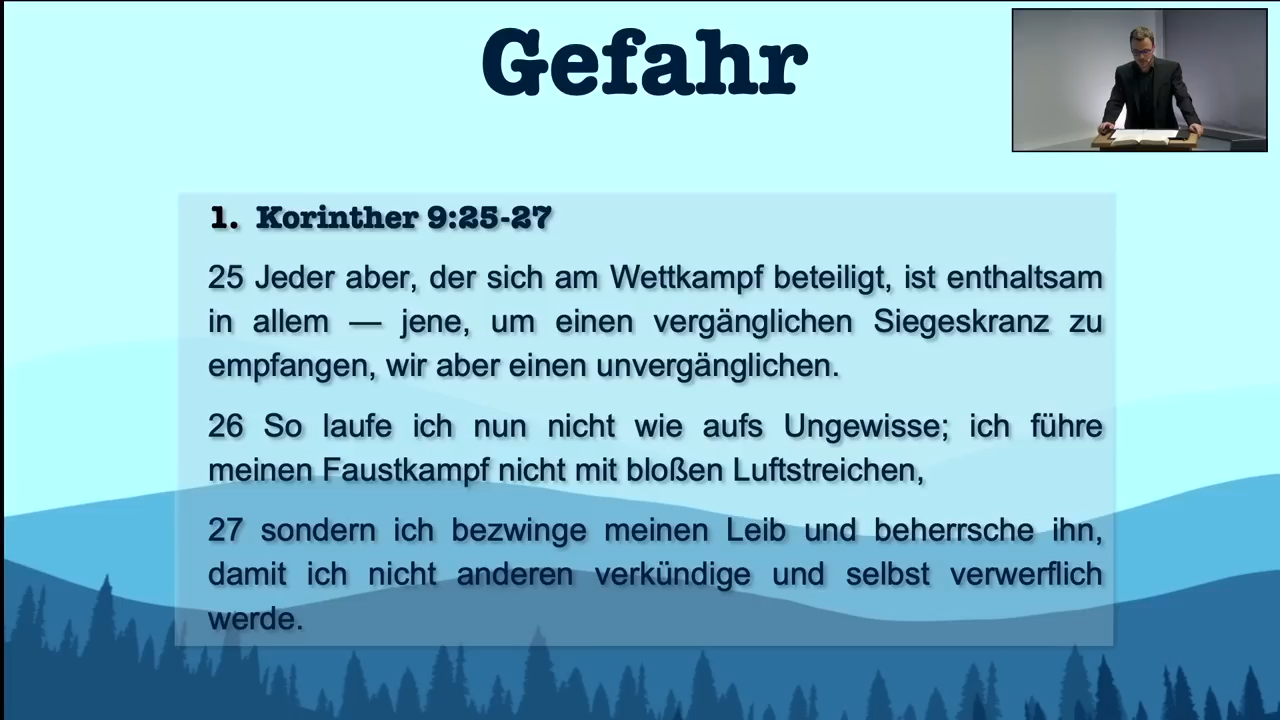 Gefahr
1. Korinther 9:25-27
25 Jeder aber, der sich am Wettkampf beteiligt, ist enthaltsam
in allem — jene, um einen vergänglichen Siegeskranz zu
empfangen, wir aber einen unvergänglichen.
26 So laufe ich nun nicht wie aufs Ungewisse; ich führe
meinen Faustkampf nicht mit bloßen Luftstreichen,
27 sondern ich bezwinge meinen Leib und beherrsche ihn,
damit ich nicht anderen verkündige und selbst verwerflich
werde.